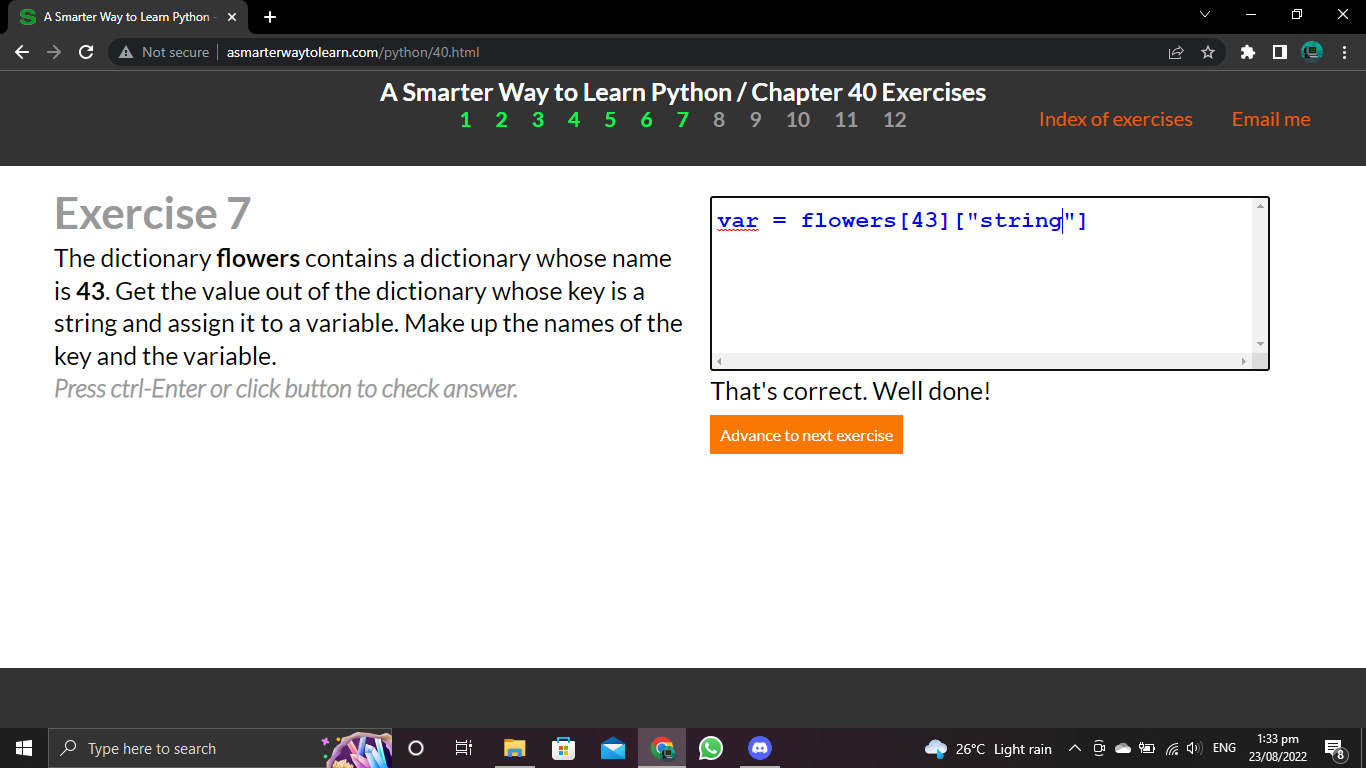 A Smarter Way to Learn Python -
Not secure
asmarterwaytolearn.com/python/40.html
A Smarter Way to Learn Python / Chapter 40 Exercises
1 2 3 4 5 6 7 8 9 10 11 12
Index of exercises
Email me
Exercise 7
The dictionary flowers contains a dictionary whose name
is 43. Get the value out of the dictionary whose key is a
string and assign it to a variable. Make up the names of the
key and the variable.
Press ctrl-Enter or click button to check answer.
var = flowers[43]["string"]
That's correct. Well done!
Advance to next exercise
Type here to search
26°C Light rain
ENG
1:33 pm
23/08/2022
8